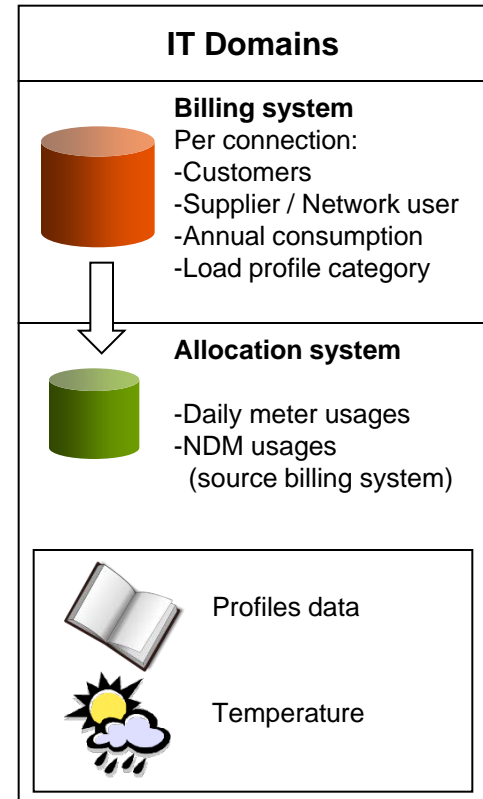 IT Domains
Billing system
Per connection:
-Customers
-Supplier / Network user
-Annual consumption
-Load profile category
Allocation system
-Daily meter usages
-NDM usages
(source billing system)
Profiles data
Temperature